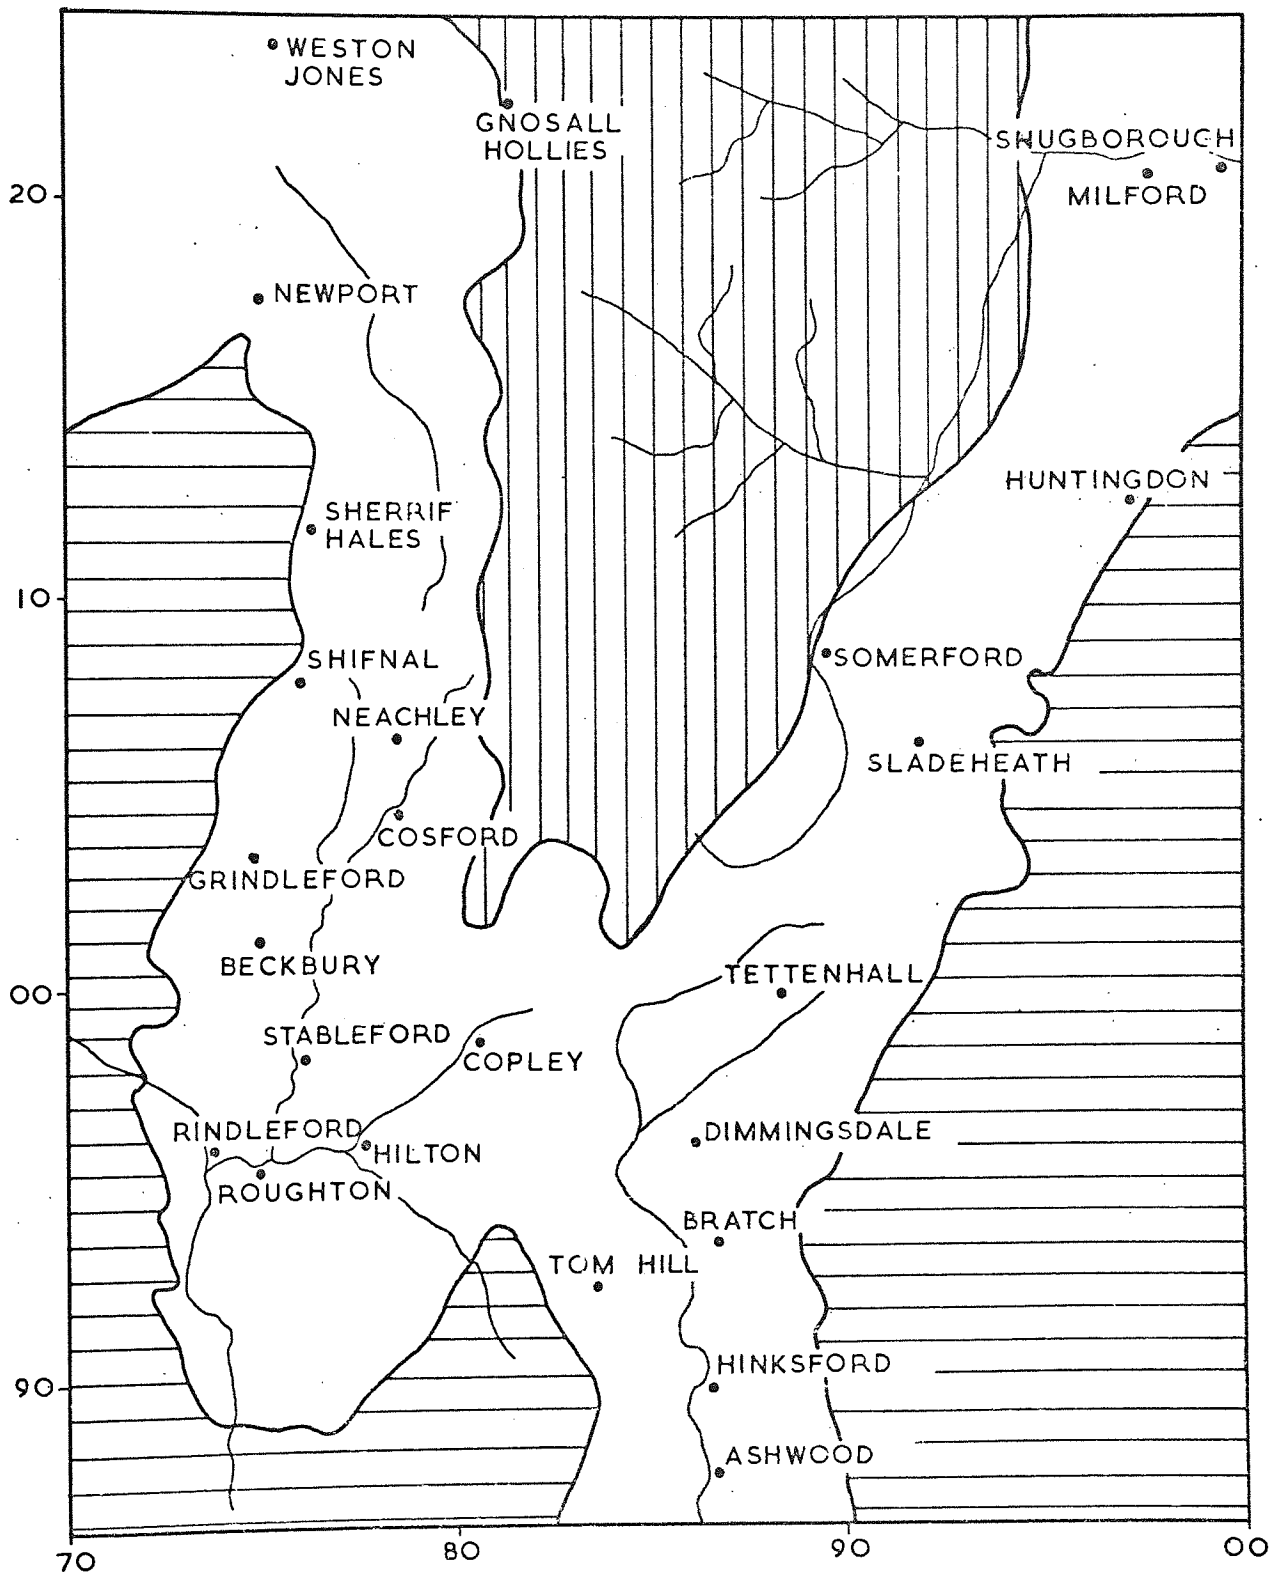 WESTON
JONES
GNOSALL
HOLLIES
SHUGBOROUGH
MILFORD
20
NEWPORT
HUNTINGDON
SHERRIF
HALES
10
SHIFNAL
SOMERFORD
NEACHLEY
SLADEHEATH
COSFORD
GRINDLEFORD
BECKBURY
TETTENHALL
00
STABLEFORD
COPLEY
RINDLEFORD
DIMMINGSDALE
HILTON
ROUGHTON
BRATCH
TOM HILL
HINKSFORD
90
ASHWOOD
70
80
90
00